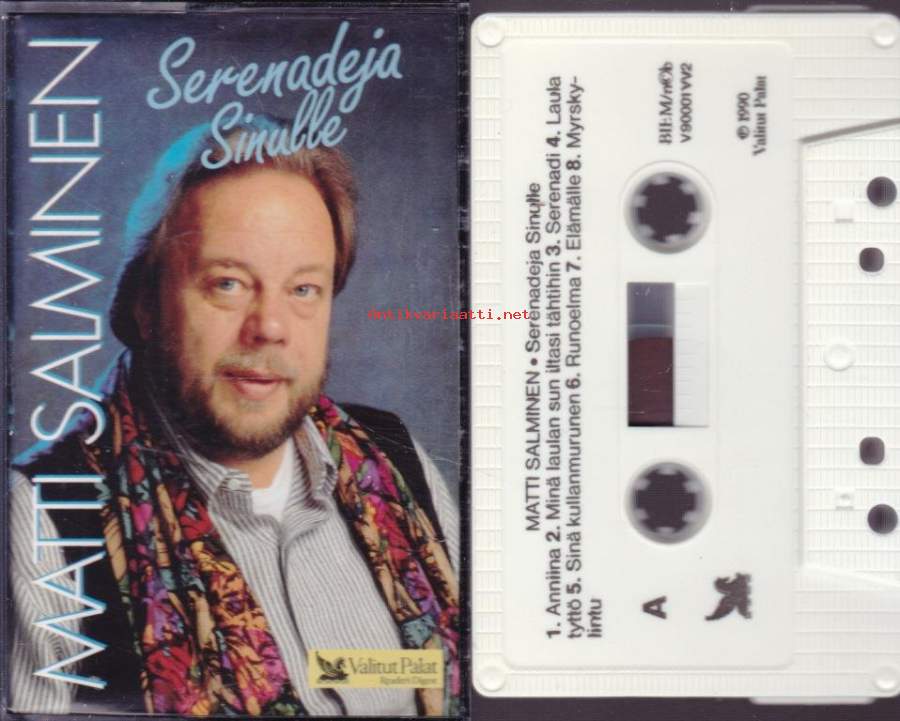 MATTI SALMINEN
Serenadeja
Sinulle
Valitut Palat
Reader's Digest
antikvariaatti.net
MATTI SALMINEN • Serenadeja Sinulle
1. Anniina 2. Minä laulan sun iltasi tähtihin 3. Serenadi 4. Laula
tyttö 5. Sinä kullanmurunen 6. Runoelma 7. Elämälle 8. Myrsky-
lintu
A
BIEM/n©b
V90001VV2
℗ 1990
Valitut Palat